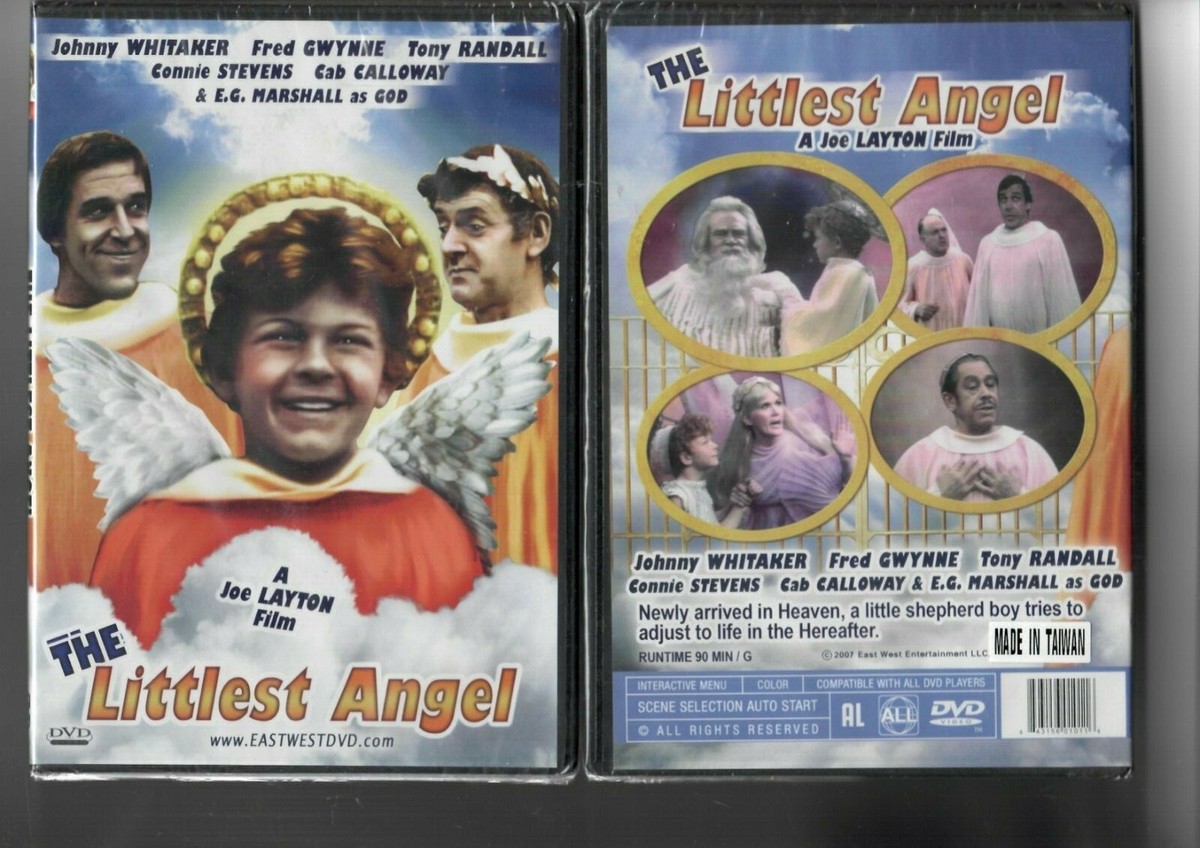 Johnny WHITAKER Fred GWYNNE Tony RANDALL
Connie STEVENS Cab CALLOWAY
& E.G. MARSHALL as GOD
A
Joe LAYTON
Film
THE
Littlest Angel
DVD
www.EASTWESTDVD.com
THE
Littlest Angel
A Joe LAYTON Film
Johnny WHITAKER Fred GWYNNE Tony RANDALL
Connie STEVENS Cab CALLOWAY & E.G. MARSHALL as GOD
Newly arrived in Heaven, a little shepherd boy tries to
adjust to life in the Hereafter.
MADE IN TAIWAN
RUNTIME 90 MIN / G
© 2007 East West Entertainment LLC
INTERACTIVE MENU COLOR COMPATIBLE WITH ALL DVD PLAYERS
SCENE SELECTION AUTO START
© ALL RIGHTS RESERVED
AL
ALL
DVD
VIDEO
TM